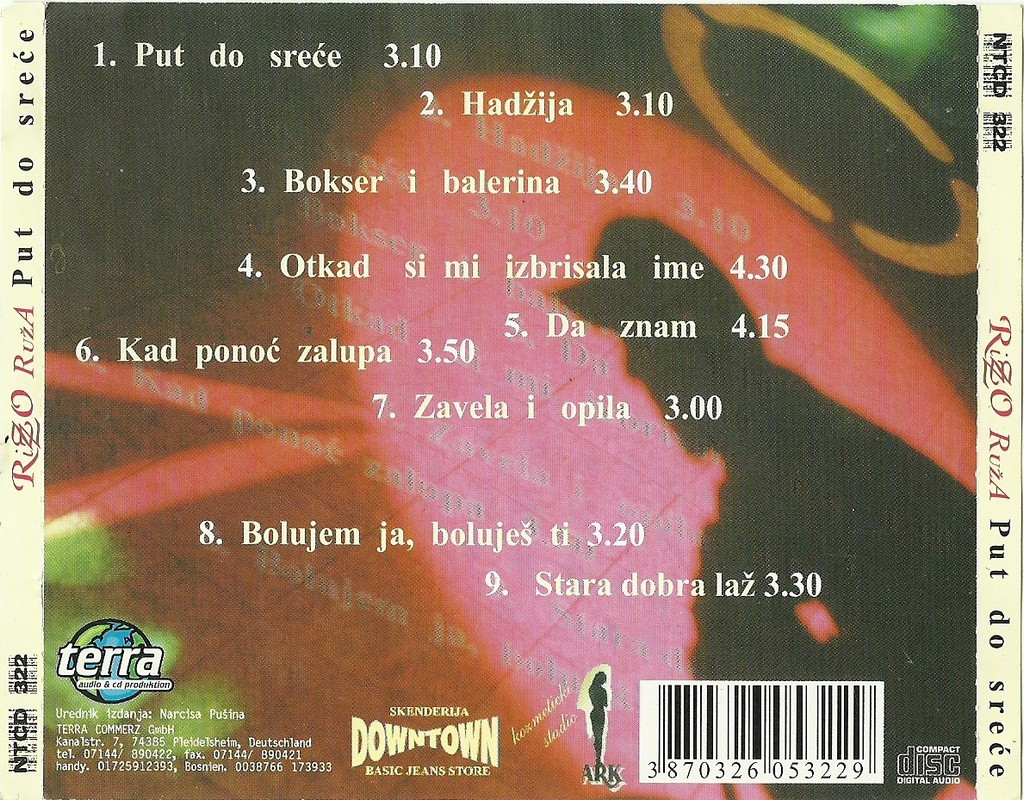 1. Put do sreće 3.10
2. Hadžija 3.10
3. Bokser i balerina 3.40
4. Otkad si mi izbrisala ime 4.30
5. Da znam 4.15
6. Kad ponoć zalupa 3.50
7. Zavela i opila 3.00
8. Bolujem ja, boluješ ti 3.20
9. Stara dobra laž 3.30
terra
audio & cd produktion
Urednik izdanja: Narcisa Pušina
TERRA COMMERZ GmbH
Kanalstr. 7, 74385 Pleidelsheim, Deutschland
tel. 07144/ 890422, fax. 07144/ 890421
handy. 01725912393, Bosnien. 0038766 173933
SKENDERIJA
DOWNTOWN
BASIC JEANS STORE
kozmetički
studio
ARK
3 870326 053229
COMPACT
disc
DIGITAL AUDIO
NTCD 322 RiZZO RužA Put do sreće
NTCD 322 RiZZO RužA Put do sreće